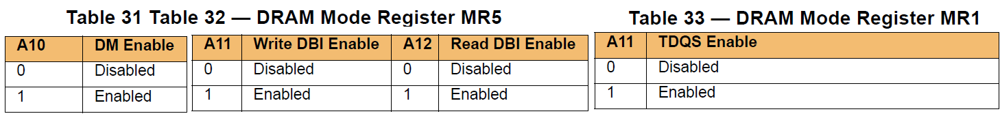 Table 31 Table 32 — DRAM Mode Register MR5
A10 DM Enable A11 Write DBI Enable A12 Read DBI Enable
0 Disabled 0 Disabled 0 Disabled
1 Enabled 1 Enabled 1 Enabled
Table 33 — DRAM Mode Register MR1
A11 TDQS Enable
0 Disabled
1 Enabled